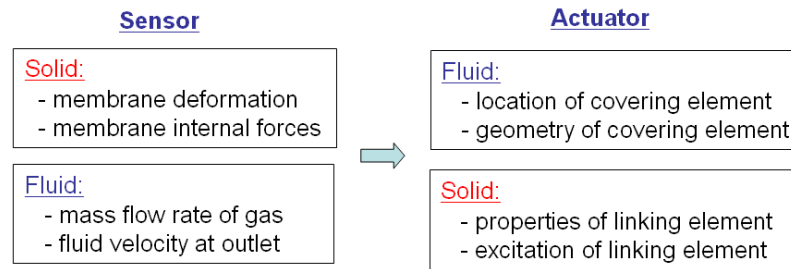 Sensor
Solid:
- membrane deformation
- membrane internal forces
Fluid:
- mass flow rate of gas
- fluid velocity at outlet
Actuator
Fluid:
- location of covering element
- geometry of covering element
Solid:
- properties of linking element
- excitation of linking element